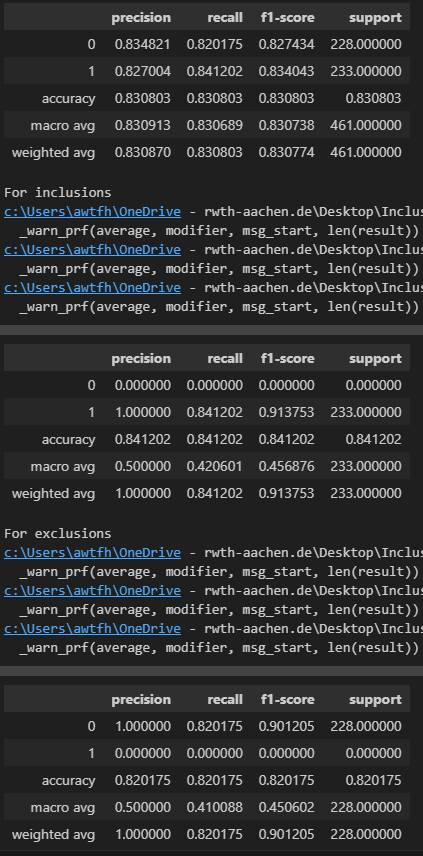 precision recall f1-score support
0 0.834821 0.820175 0.827434 228.000000
1 0.827004 0.841202 0.834043 233.000000
accuracy 0.830803 0.830803 0.830803 0.830803
macro avg 0.830913 0.830689 0.830738 461.000000
weighted avg 0.830870 0.830803 0.830774 461.000000
For inclusions
c:\Users\awtfh\OneDrive - rwth-aachen.de\Desktop\Inclus
_warn_prf(average, modifier, msg_start, len(result))
c:\Users\awtfh\OneDrive - rwth-aachen.de\Desktop\Inclus
_warn_prf(average, modifier, msg_start, len(result))
c:\Users\awtfh\OneDrive - rwth-aachen.de\Desktop\Inclus
_warn_prf(average, modifier, msg_start, len(result))
precision recall f1-score support
0 0.000000 0.000000 0.000000 0.000000
1 1.000000 0.841202 0.913753 233.000000
accuracy 0.841202 0.841202 0.841202 0.841202
macro avg 0.500000 0.420601 0.456876 233.000000
weighted avg 1.000000 0.841202 0.913753 233.000000
For exclusions
c:\Users\awtfh\OneDrive - rwth-aachen.de\Desktop\Inclus
_warn_prf(average, modifier, msg_start, len(result))
c:\Users\awtfh\OneDrive - rwth-aachen.de\Desktop\Inclus
_warn_prf(average, modifier, msg_start, len(result))
c:\Users\awtfh\OneDrive - rwth-aachen.de\Desktop\Inclus
_warn_prf(average, modifier, msg_start, len(result))
precision recall f1-score support
0 1.000000 0.820175 0.901205 228.000000
1 0.000000 0.000000 0.000000 0.000000
accuracy 0.820175 0.820175 0.820175 0.820175
macro avg 0.500000 0.410088 0.450602 228.000000
weighted avg 1.000000 0.820175 0.901205 228.000000